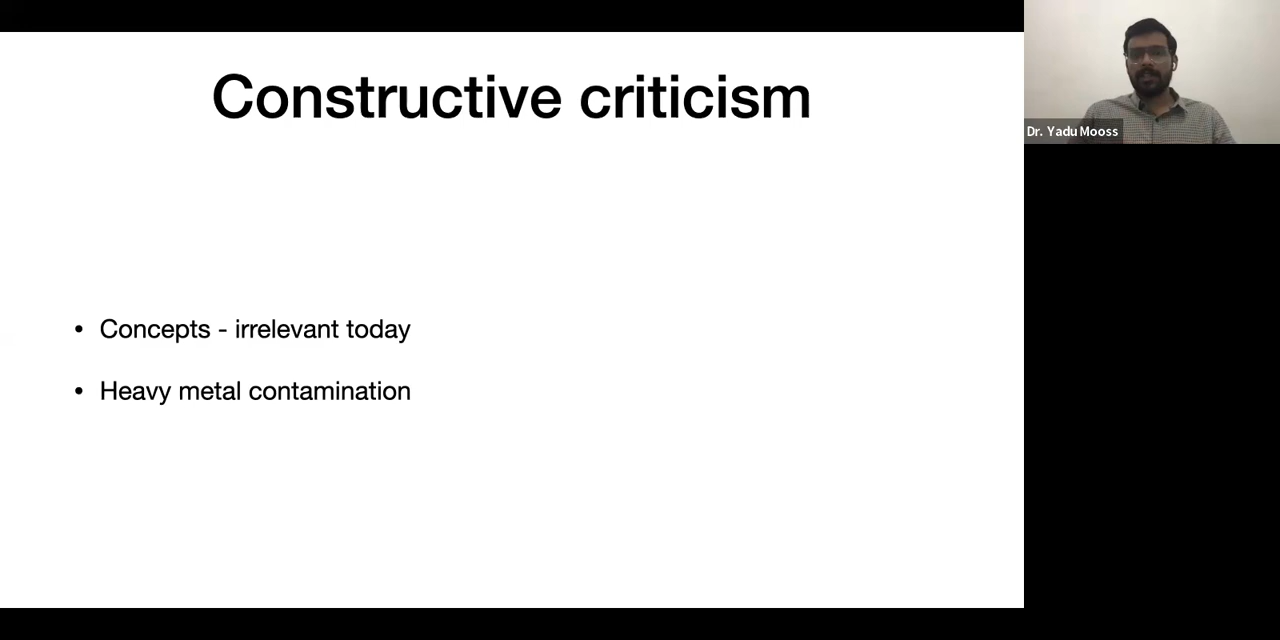 Constructive criticism
• Concepts - irrelevant today
• Heavy metal contamination
Dr. Yadu Mooss